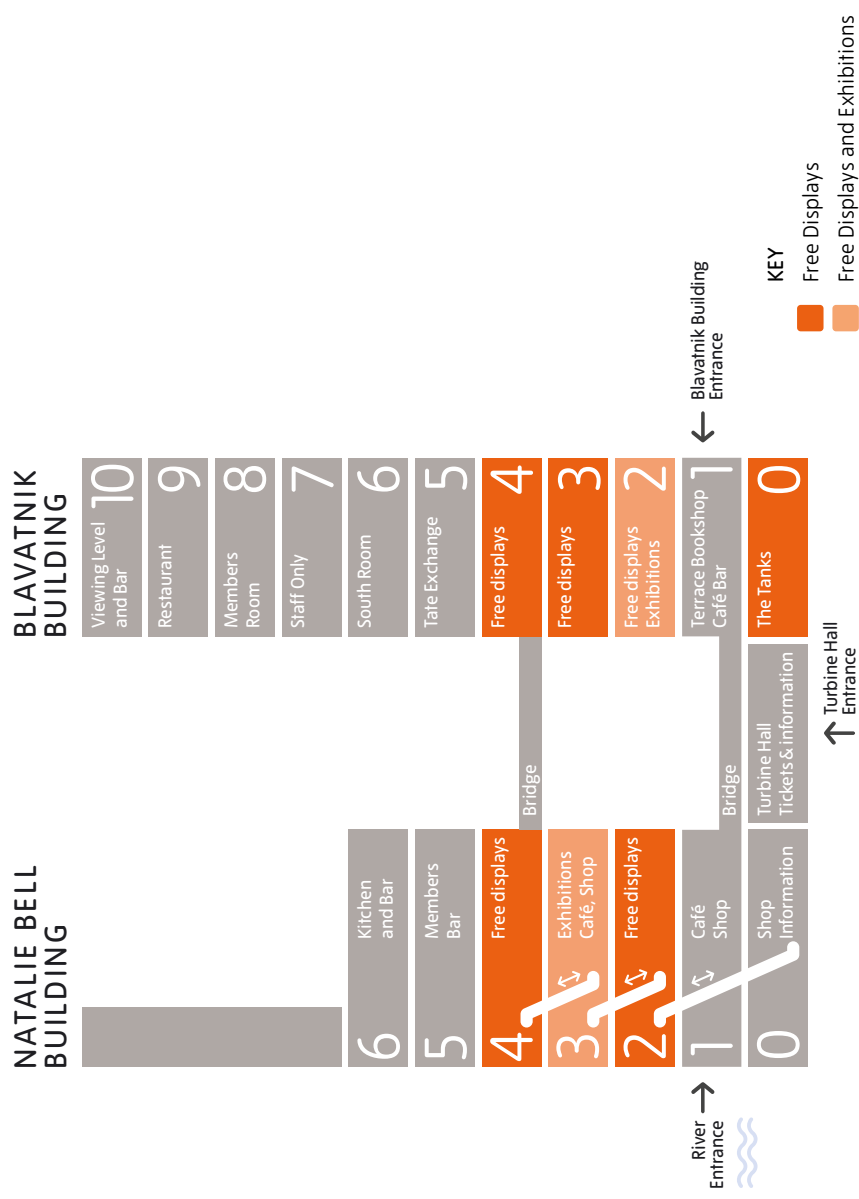 NATALIE BELL
BUILDING
BLAVATNIK
BUILDING
Viewing Level
and Bar
10
Restaurant
9
Members
Room
8
Staff Only
7
6
Kitchen
and Bar
South Room
6
5
Members
Bar
Tate Exchange
5
4
Free displays
Bridge
Free displays
4
3
Exhibitions
Café, Shop
Free displays
3
2
Free displays
Free displays
Exhibitions
2
River
Entrance
1
Café
Shop
Bridge
Terrace Bookshop
Café Bar
1
Blavatnik Building
Entrance
0
Shop
Information
Turbine Hall
Tickets & information
The Tanks
0
Turbine Hall
Entrance
KEY
Free Displays
Free Displays and Exhibitions